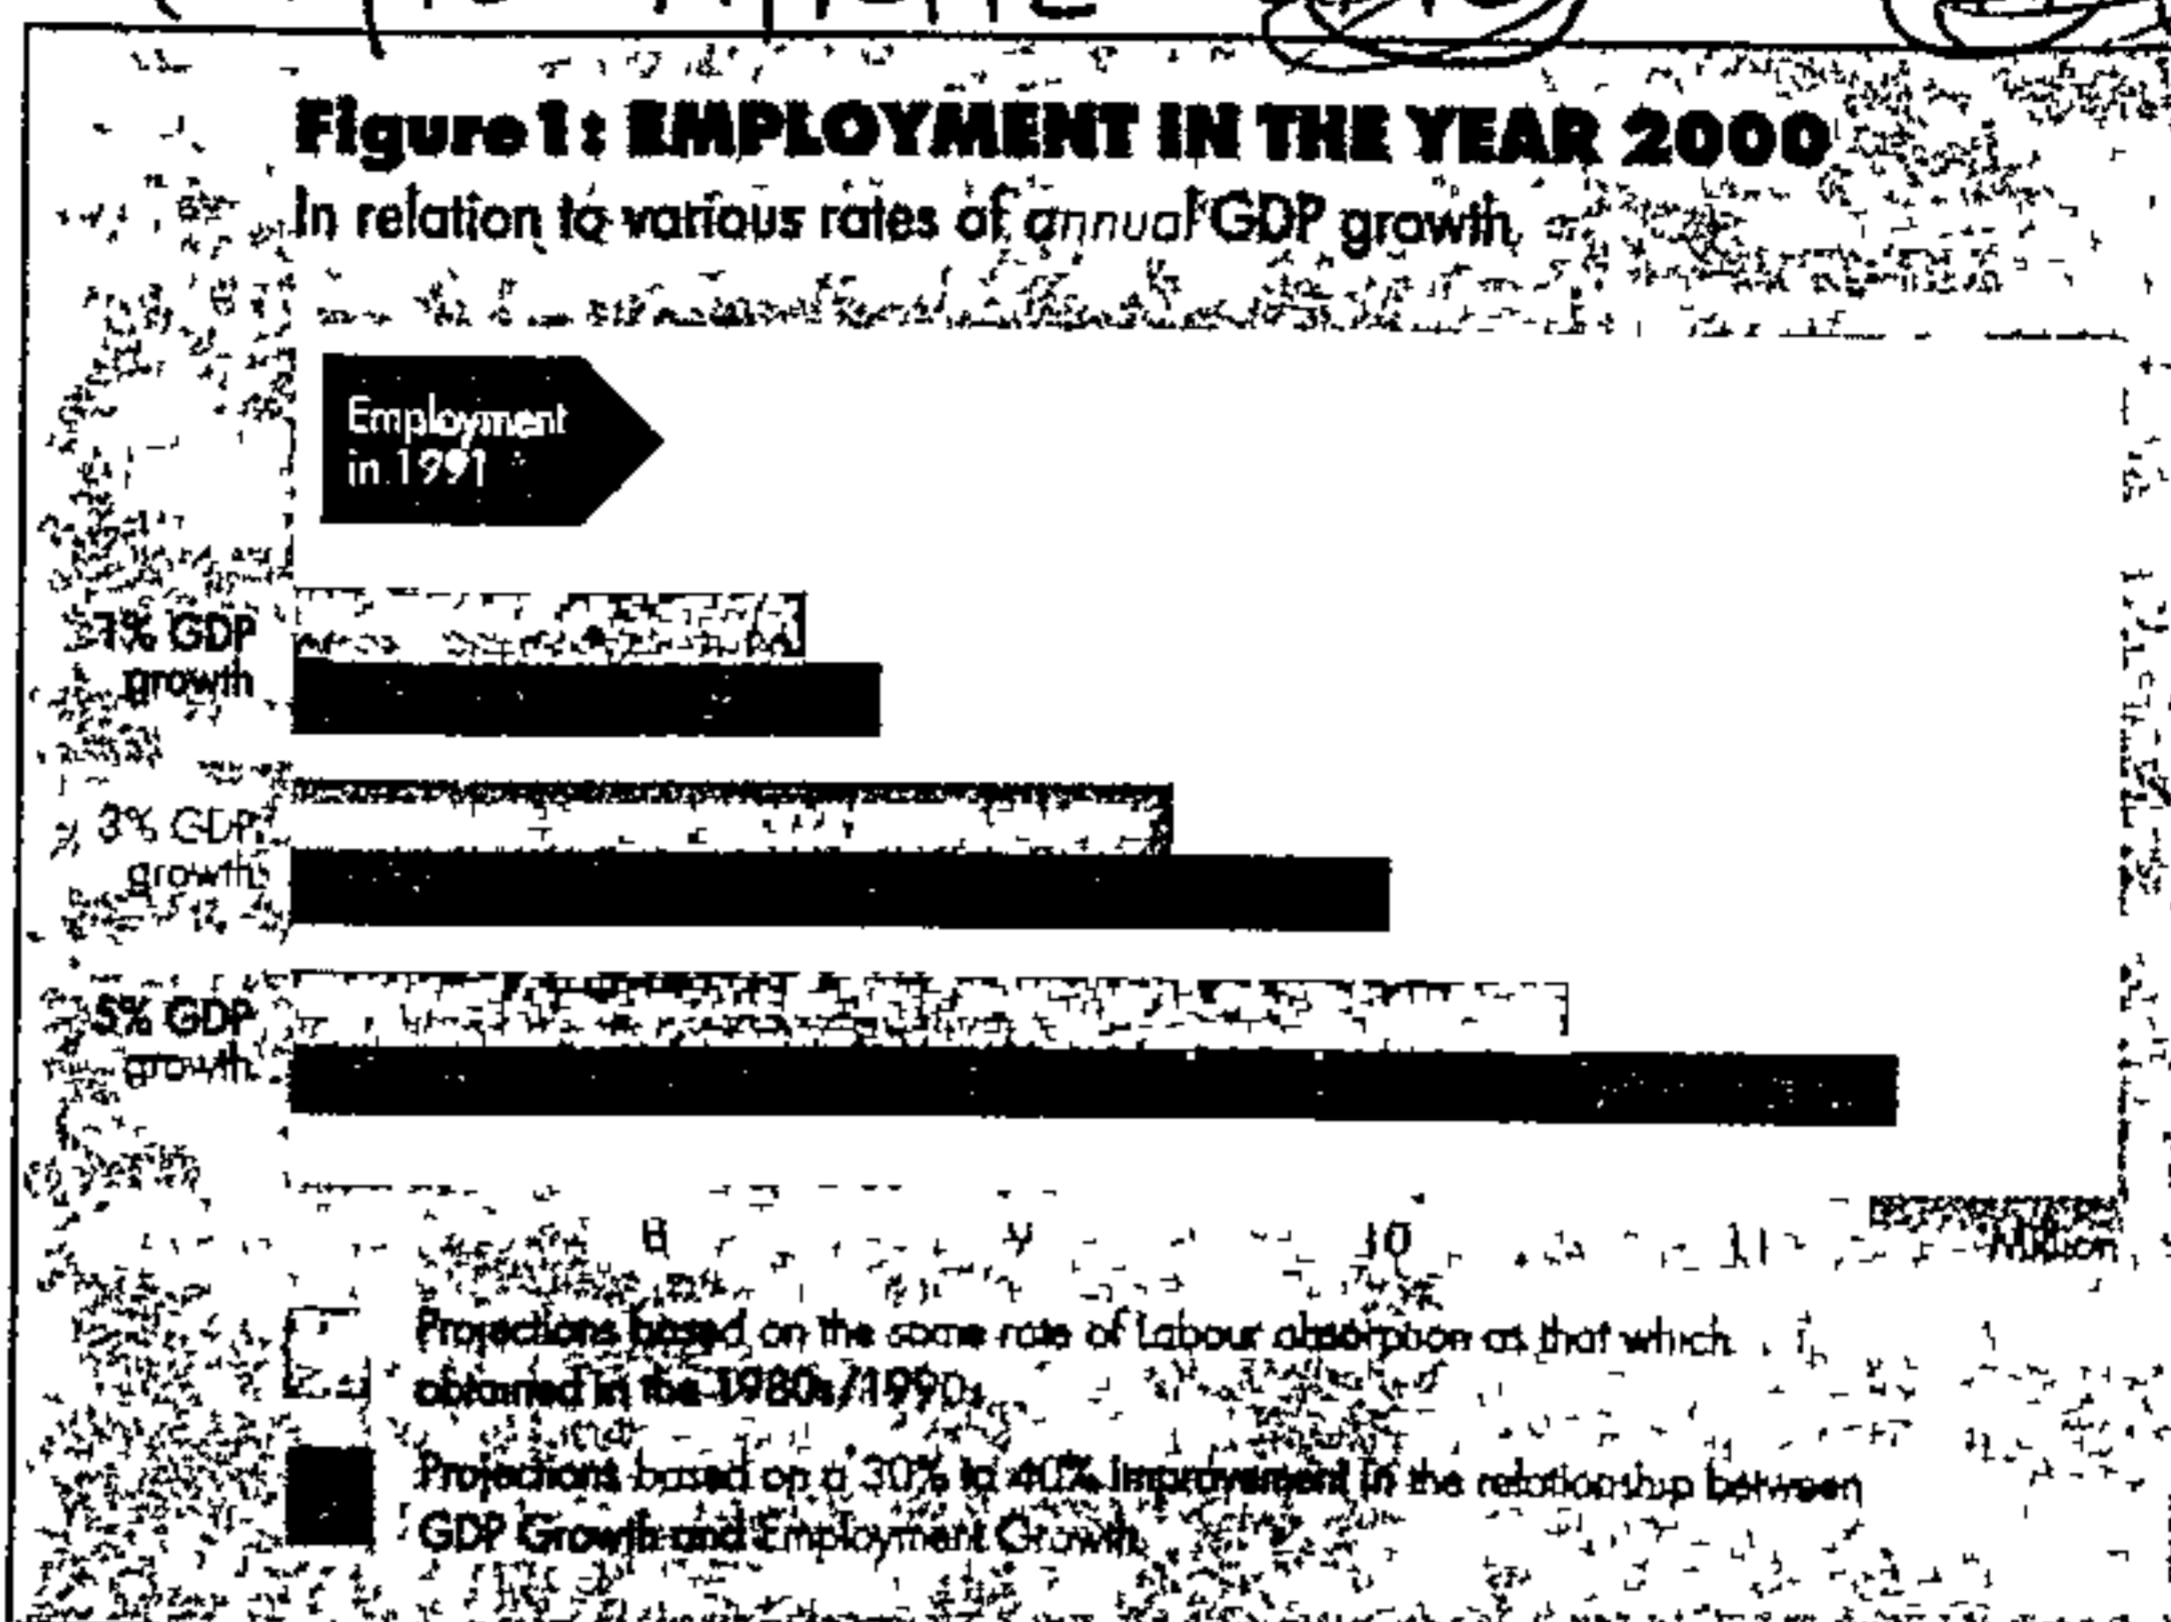 Figure 1: EMPLOYMENT IN THE YEAR 2000
In relation to various rates of annual GDP growth
Employment
in 1991
1% GDP
growth
3% GDP
growth
5% GDP
growth
8 9 10 11 Million
Projections based on the same rate of Labour absorption as that which
obtained in the 1980s/1990s
Projections based on a 30% to 40% improvement in the relationship between
GDP Growth and Employment Growth